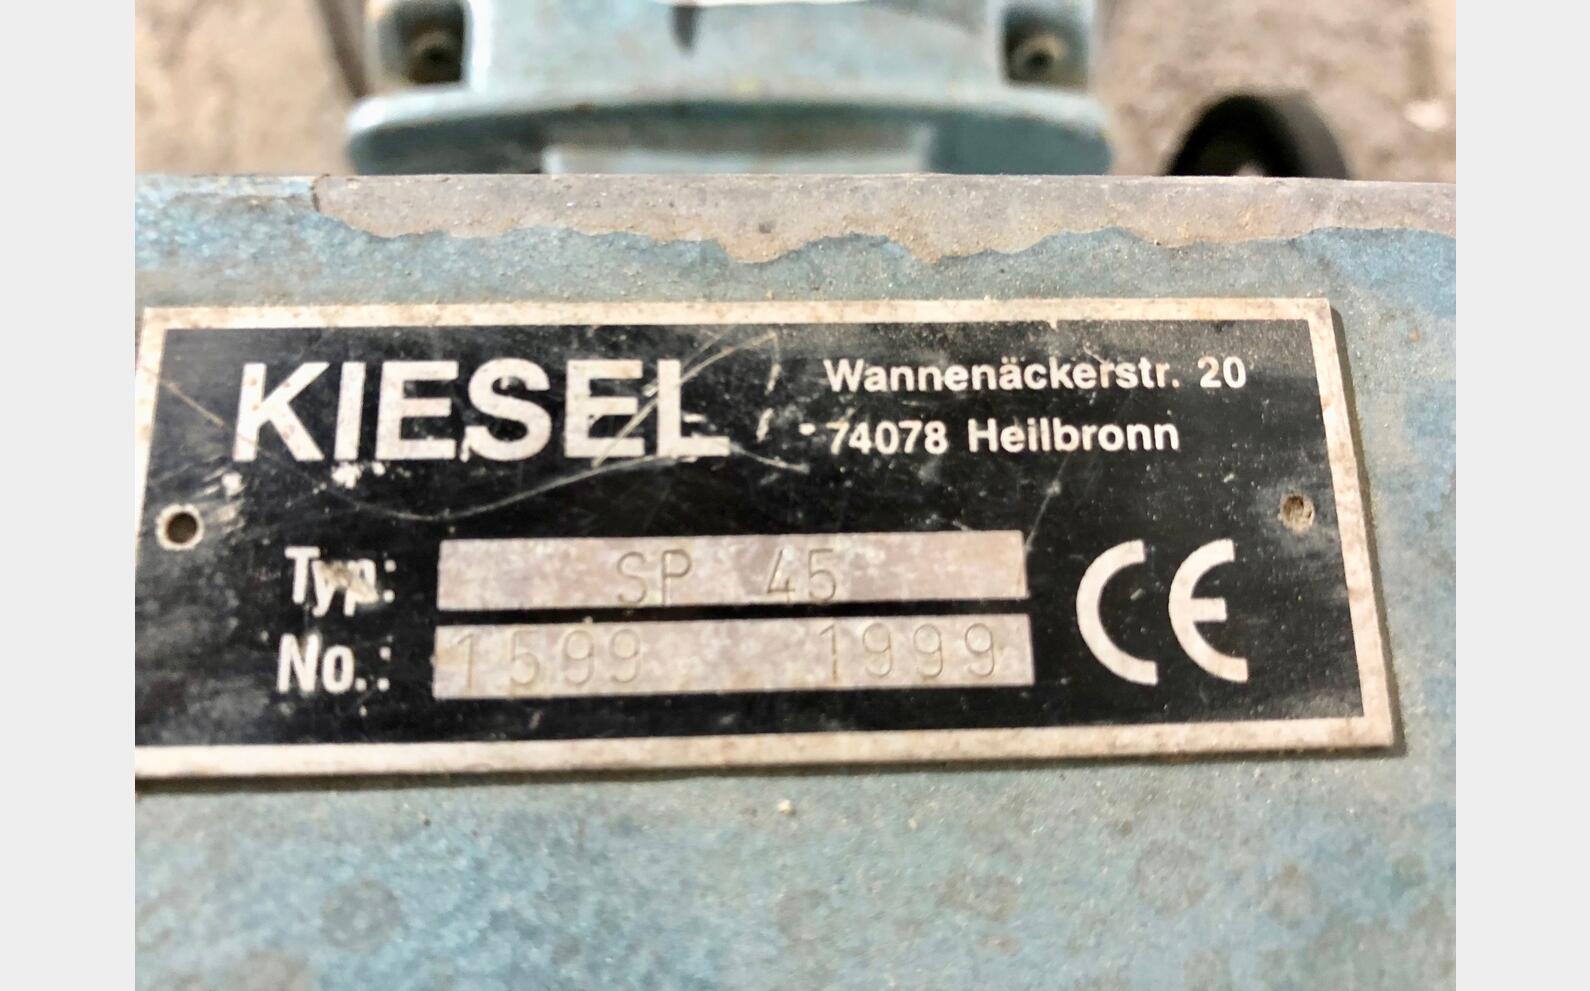 KIESEL
Wannenäckerstr. 20
74078 Heilbronn
Typ.: SP 45
No.: 1599 1999
CE